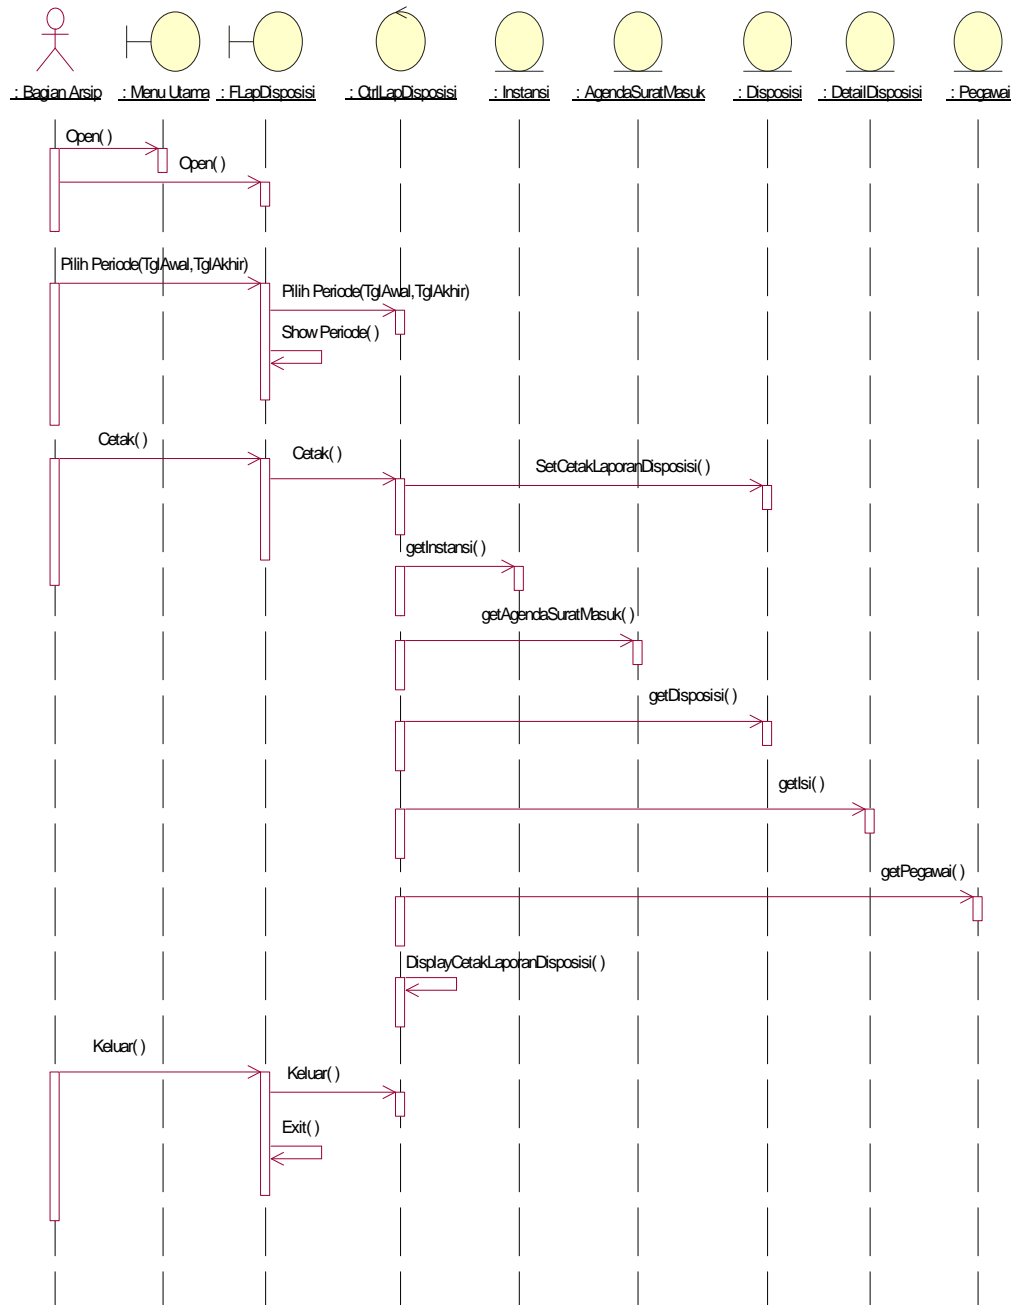 : Bagian Arsip : Menu Utama : FLapDisposisi : CtrlLapDisposisi : Instansi : AgendaSuratMasuk : Disposisi : DetailDisposisi : Pegawai
Open( )
Open( )
Pilih Periode(TglAwal,TglAkhir)
Pilih Periode(TglAwal,TglAkhir)
Show Periode( )
Cetak( )
Cetak( )
SetCetakLaporanDisposisi( )
getInstansi( )
getAgendaSuratMasuk( )
getDisposisi( )
getIsi( )
getPegawai( )
DisplayCetakLaporanDisposisi( )
Keluar( )
Keluar( )
Exit( )